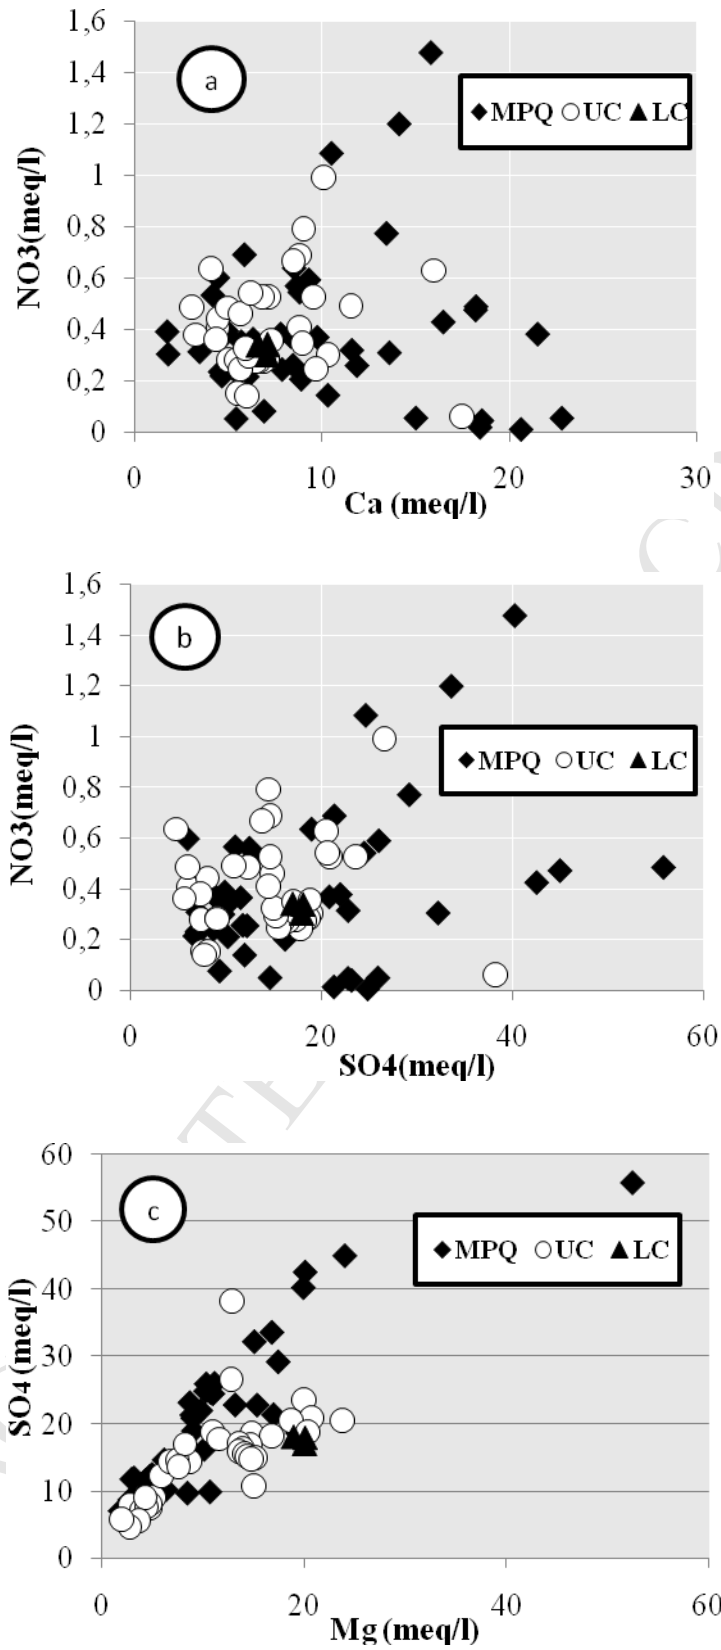 1,6
1,4
1,2
1
0,8
0,6
0,4
0,2
0
NO3(meq/l)
a
MPQ UC LC
0 10 20 30
Ca (meq/l)
1,6
1,4
1,2
1
0,8
0,6
0,4
0,2
0
NO3(meq/l)
b
MPQ UC LC
0 20 40 60
SO4(meq/l)
60
50
40
30
20
10
0
SO4 (meq/l)
c
MPQ UC LC
0 20 40 60
Mg (meq/l)